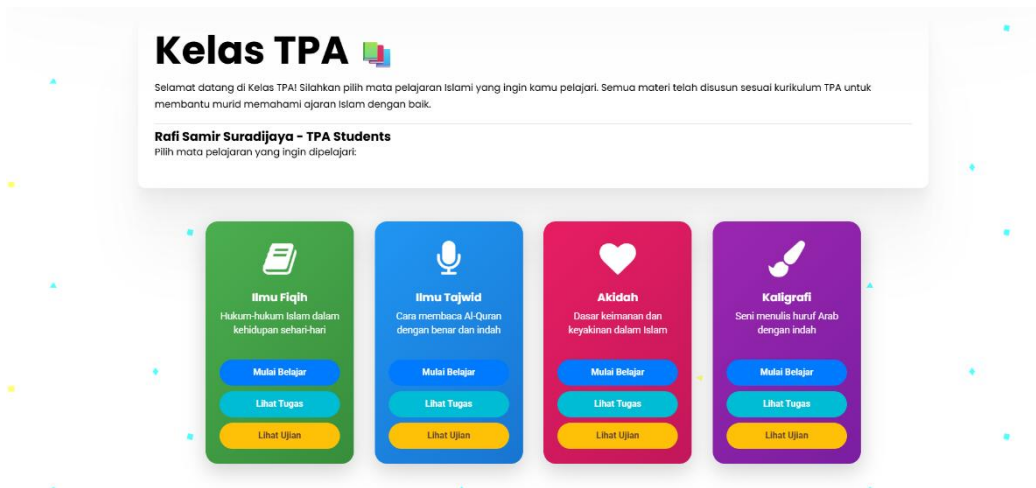 Kelas TPA
Selamat datang di Kelas TPA! Silahkan pilih mata pelajaran Islami yang ingin kamu pelajari. Semua materi telah disusun sesuai kurikulum TPA untuk
membantu murid memahami ajaran Islam dengan baik.
Rafi Samir Suradijaya - TPA Students
Pilih mata pelajaran yang ingin dipelajari:
Ilmu Fiqih
Hukum-hukum Islam dalam
kehidupan sehari-hari
Mulai Belajar
Lihat Tugas
Lihat Ujian
Ilmu Tajwid
Cara membaca Al-Quran
dengan benar dan indah
Mulai Belajar
Lihat Tugas
Lihat Ujian
Akidah
Dasar keimanan dan
keyakinan dalam Islam
Mulai Belajar
Lihat Tugas
Lihat Ujian
Kaligrafi
Seni menulis huruf Arab
dengan indah
Mulai Belajar
Lihat Tugas
Lihat Ujian